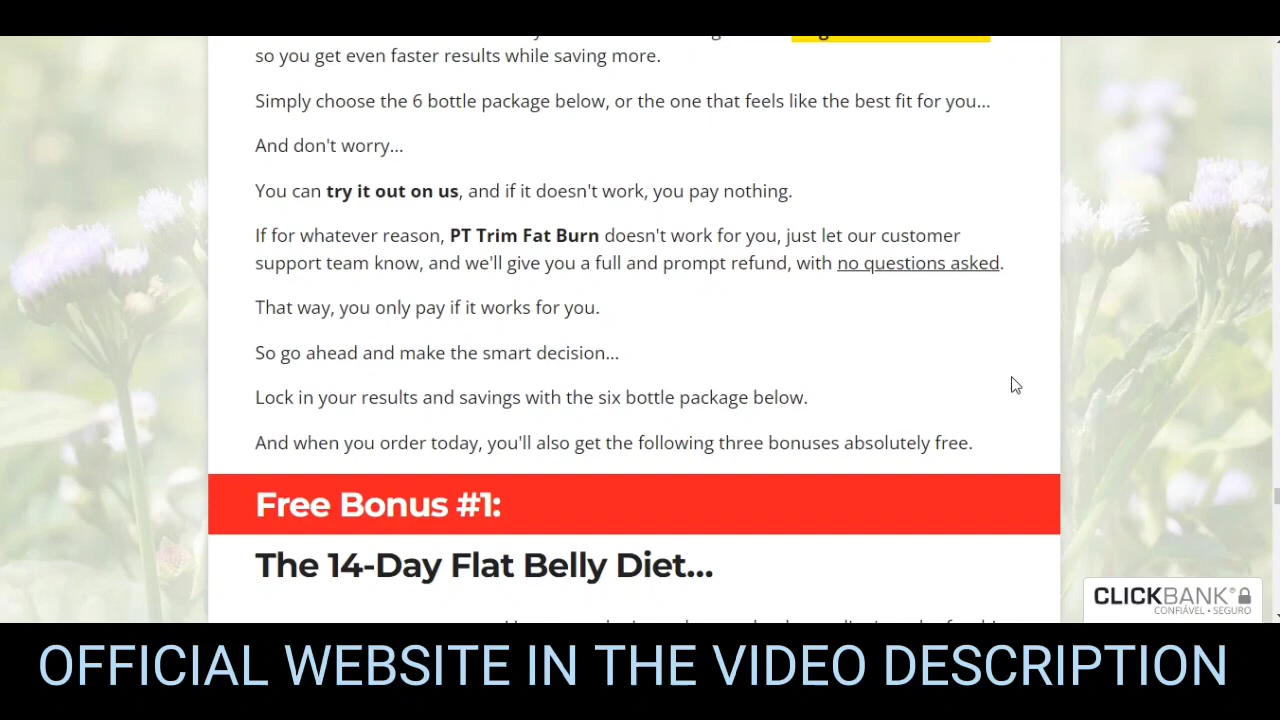 so you get even faster results while saving more.
Simply choose the 6 bottle package below, or the one that feels like the best fit for you...
And don't worry...
You can try it out on us, and if it doesn't work, you pay nothing.
If for whatever reason, PT Trim Fat Burn doesn't work for you, just let our customer
support team know, and we'll give you a full and prompt refund, with no questions asked.
That way, you only pay if it works for you.
So go ahead and make the smart decision...
Lock in your results and savings with the six bottle package below.
And when you order today, you'll also get the following three bonuses absolutely free.
Free Bonus #1:
The 14-Day Flat Belly Diet...
CLICKBANK®
CONFIÁVEL • SEGURO
OFFICIAL WEBSITE IN THE VIDEO DESCRIPTION